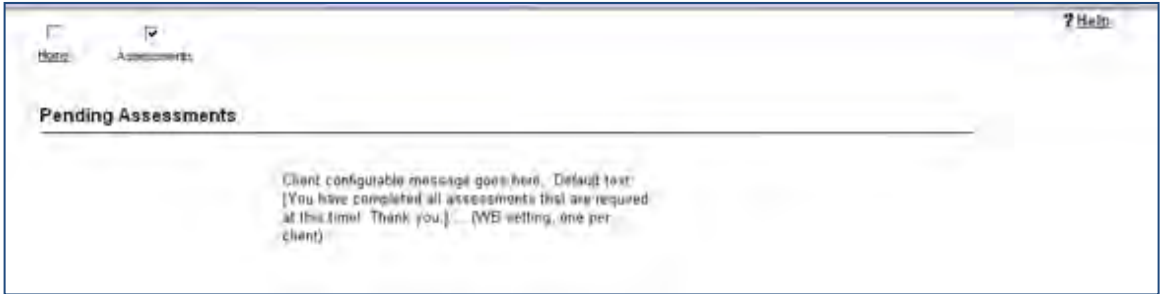 ? Help
Home Assessments
Pending Assessments
Client configurable message goes here. Default text:
[You have completed all assessments that are required
at this time! Thank you.] ... (WB setting, one per
client)